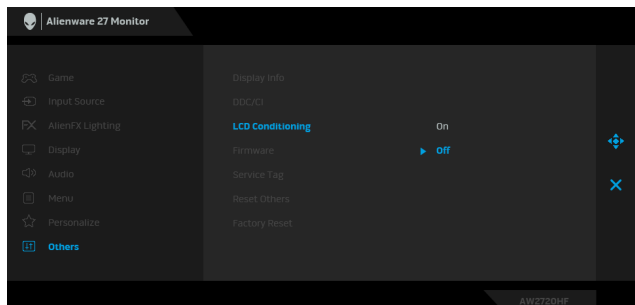 Alienware 27 Monitor
Game
Input Source
AlienFX Lighting
Display
Audio
Menu
Personalize
Others
Display Info
DDC/CI
LCD Conditioning
Firmware
Service Tag
Reset Others
Factory Reset
On
Off
AW2720HF